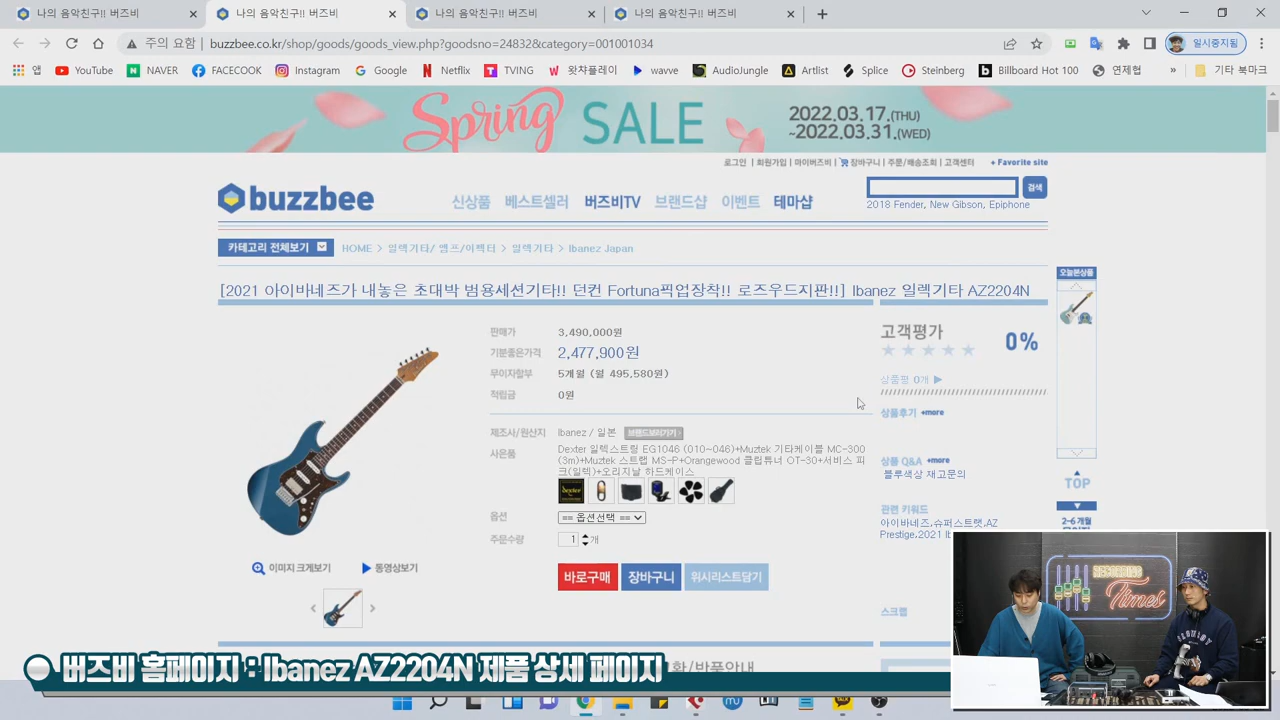 나의 음악친구!! 버즈비
나의 음악친구!! 버즈비
나의 음악친구!! 버즈비
나의 음악친구!! 버즈비
주의 요함 buzzbee.co.kr/shop/goods/goods_view.php?goodsno=24832&category=001001034
일시중지됨
앱 YouTube NAVER FACECOOK Instagram Google Netflix TVING 왓챠플레이 wavve AudioJungle Artlist Splice Steinberg Billboard Hot 100 연제협 » 기타 북마크
Spring SALE
2022.03.17.(THU)
~2022.03.31.(WED)
로그인 | 회원가입 | 마이버즈비 | 장바구니 | 주문/배송조회 | 고객센터 + Favorite site
buzzbee
신상품 베스트셀러 버즈비TV 브랜드샵 이벤트 테마샵
검색
2018 Fender, New Gibson, Epiphone
카테고리 전체보기
HOME > 일렉기타/ 앰프/이펙터 > 일렉기타 > Ibanez Japan
오늘본상품
[2021 아이바네즈가 내놓은 초대박 범용세션기타!! 던컨 Fortuna픽업장착!! 로즈우드지판!!] Ibanez 일렉기타 AZ2204N
판매가 3,490,000원
기분좋은가격 2,477,900원
무이자할부 5개월 (월 495,580원)
적립금 0원
고객평가 0%
상품평 0개
상품후기 +more
제조사/원산지 Ibanez / 일본 브랜드보러가기
사은품 Dexter 일렉스트링 EG1046 (010~046)+Muztek 기타케이블 MC-300
(3m)+Muztek 스트랩 MS-P+Orangewood 클립튜너 OT-30+서비스 피
크(일렉)+오리지날 하드케이스
상품 Q&A +more
블루색상 재고문의
TOP
2-6 개월
관련 키워드
아이바네즈,슈퍼스트랫,AZ
Prestige,2021
옵션 == 옵션선택 ==
주문수량 1 개
이미지 크게보기 동영상보기
바로구매 장바구니 위시리스트담기
스크랩
RECORDING
Times
버즈비 홈페이지 : Ibanez AZ2204N 제품 상세 페이지